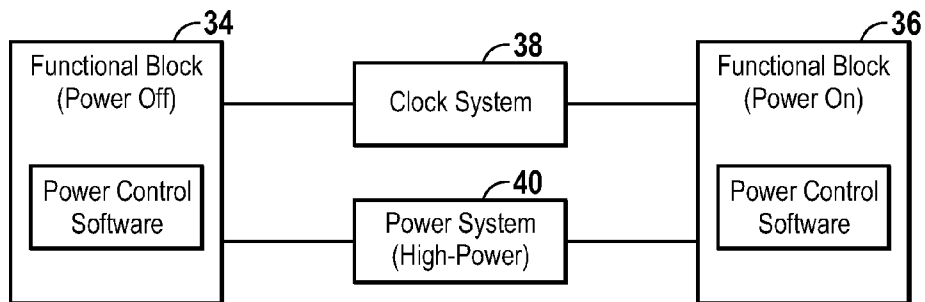 34
Functional Block
(Power Off)
Power Control
Software
38
Clock System
40
Power System
(High-Power)
36
Functional Block
(Power On)
Power Control
Software